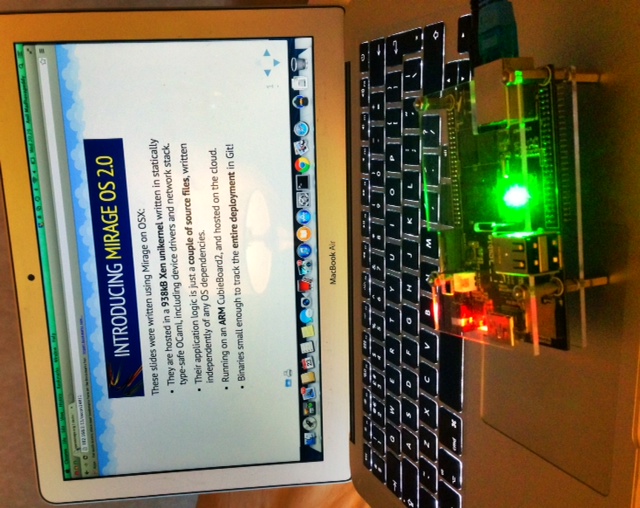 INTRODUCING MIRAGE OS 2.0
These slides were written using Mirage on OSX:
• They are hosted in a 938kB Xen unikernel written in statically
type-safe OCaml, including device drivers and network stack.
• Their application logic is just a couple of source files, written
independently of any OS dependencies.
• Running on an ARM CubieBoard2, and hosted on the cloud.
• Binaries small enough to track the entire deployment in Git!
1
MacBook Air
Q W E R T Y U I O P
A S D F G H J K L
Z X C V B N M
cmd